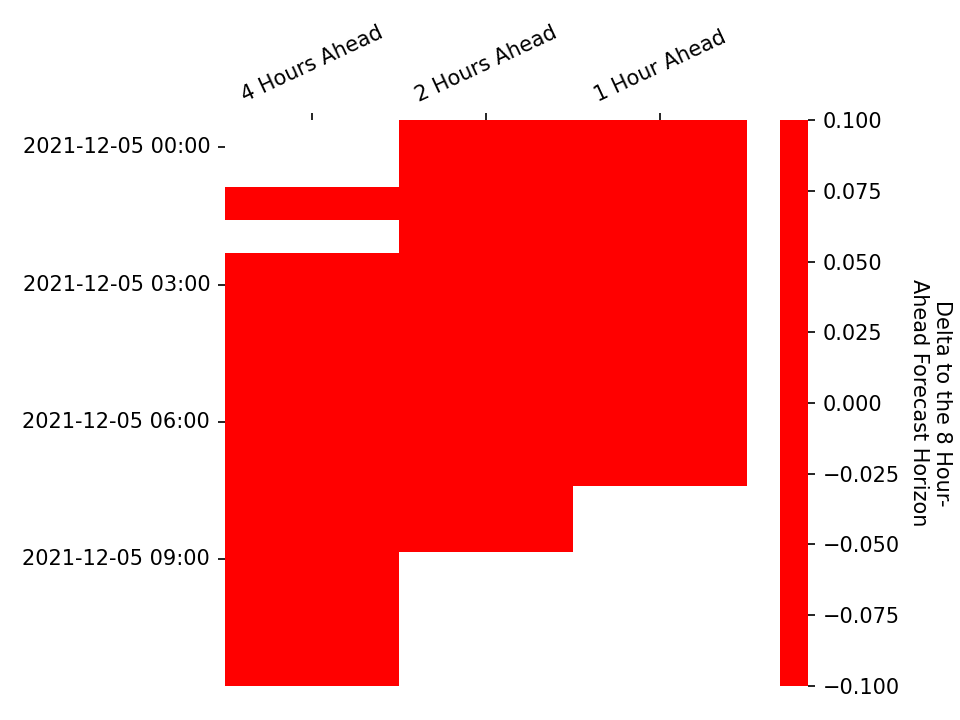 4 Hours Ahead
2 Hours Ahead
1 Hour Ahead
2021-12-05 00:00
2021-12-05 03:00
2021-12-05 06:00
2021-12-05 09:00
0.100
0.075
0.050
0.025
0.000
−0.025
−0.050
−0.075
−0.100
Delta to the 8 Hour-
Ahead Forecast Horizon